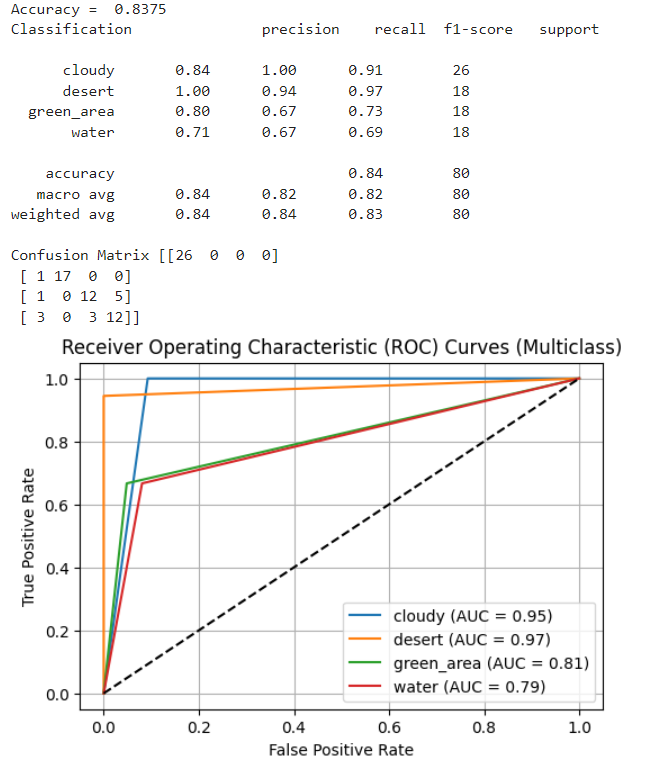 Accuracy =  0.8375
Classification                precision    recall  f1-score   support
cloudy       0.84      1.00      0.91        26
desert       1.00      0.94      0.97        18
green_area       0.80      0.67      0.73        18
water       0.71      0.67      0.69        18
accuracy                           0.84        80
macro avg       0.84      0.82      0.82        80
weighted avg       0.84      0.84      0.83        80
Confusion Matrix [[26  0  0  0]
[ 1 17  0  0]
[ 1  0 12  5]
[ 3  0  3 12]]
Receiver Operating Characteristic (ROC) Curves (Multiclass)
1.0
0.8
0.6
0.4
0.2
0.0
True Positive Rate
cloudy (AUC = 0.95)
desert (AUC = 0.97)
green_area (AUC = 0.81)
water (AUC = 0.79)
0.0 0.2 0.4 0.6 0.8 1.0
False Positive Rate